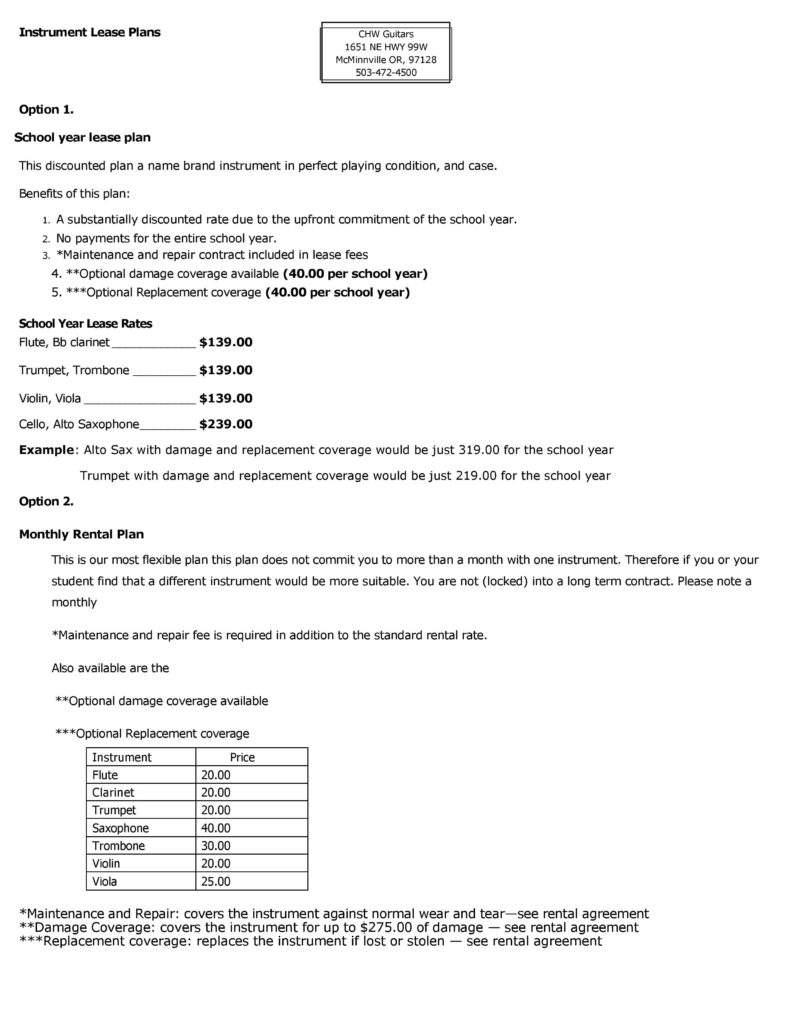 Instrument Lease Plans
CHW Guitars
1651 NE HWY 99W
McMinnville OR, 97128
503-472-4500
Option 1.
School year lease plan
This discounted plan a name brand instrument in perfect playing condition, and case.
Benefits of this plan:
1. A substantially discounted rate due to the upfront commitment of the school year.
2. No payments for the entire school year.
3. *Maintenance and repair contract included in lease fees
4. **Optional damage coverage available (40.00 per school year)
5. ***Optional Replacement coverage (40.00 per school year)
School Year Lease Rates
Flute, Bb clarinet ____________ $139.00
Trumpet, Trombone _________ $139.00
Violin, Viola ________________ $139.00
Cello, Alto Saxophone________ $239.00
Example: Alto Sax with damage and replacement coverage would be just 319.00 for the school year
Trumpet with damage and replacement coverage would be just 219.00 for the school year
Option 2.
Monthly Rental Plan
This is our most flexible plan this plan does not commit you to more than a month with one instrument. Therefore if you or your
student find that a different instrument would be more suitable. You are not (locked) into a long term contract. Please note a
monthly
*Maintenance and repair fee is required in addition to the standard rental rate.
Also available are the
**Optional damage coverage available
***Optional Replacement coverage
Instrument Price
Flute 20.00
Clarinet 20.00
Trumpet 20.00
Saxophone 40.00
Trombone 30.00
Violin 20.00
Viola 25.00
*Maintenance and Repair: covers the instrument against normal wear and tear—see rental agreement
**Damage Coverage: covers the instrument for up to $275.00 of damage — see rental agreement
***Replacement coverage: replaces the instrument if lost or stolen — see rental agreement